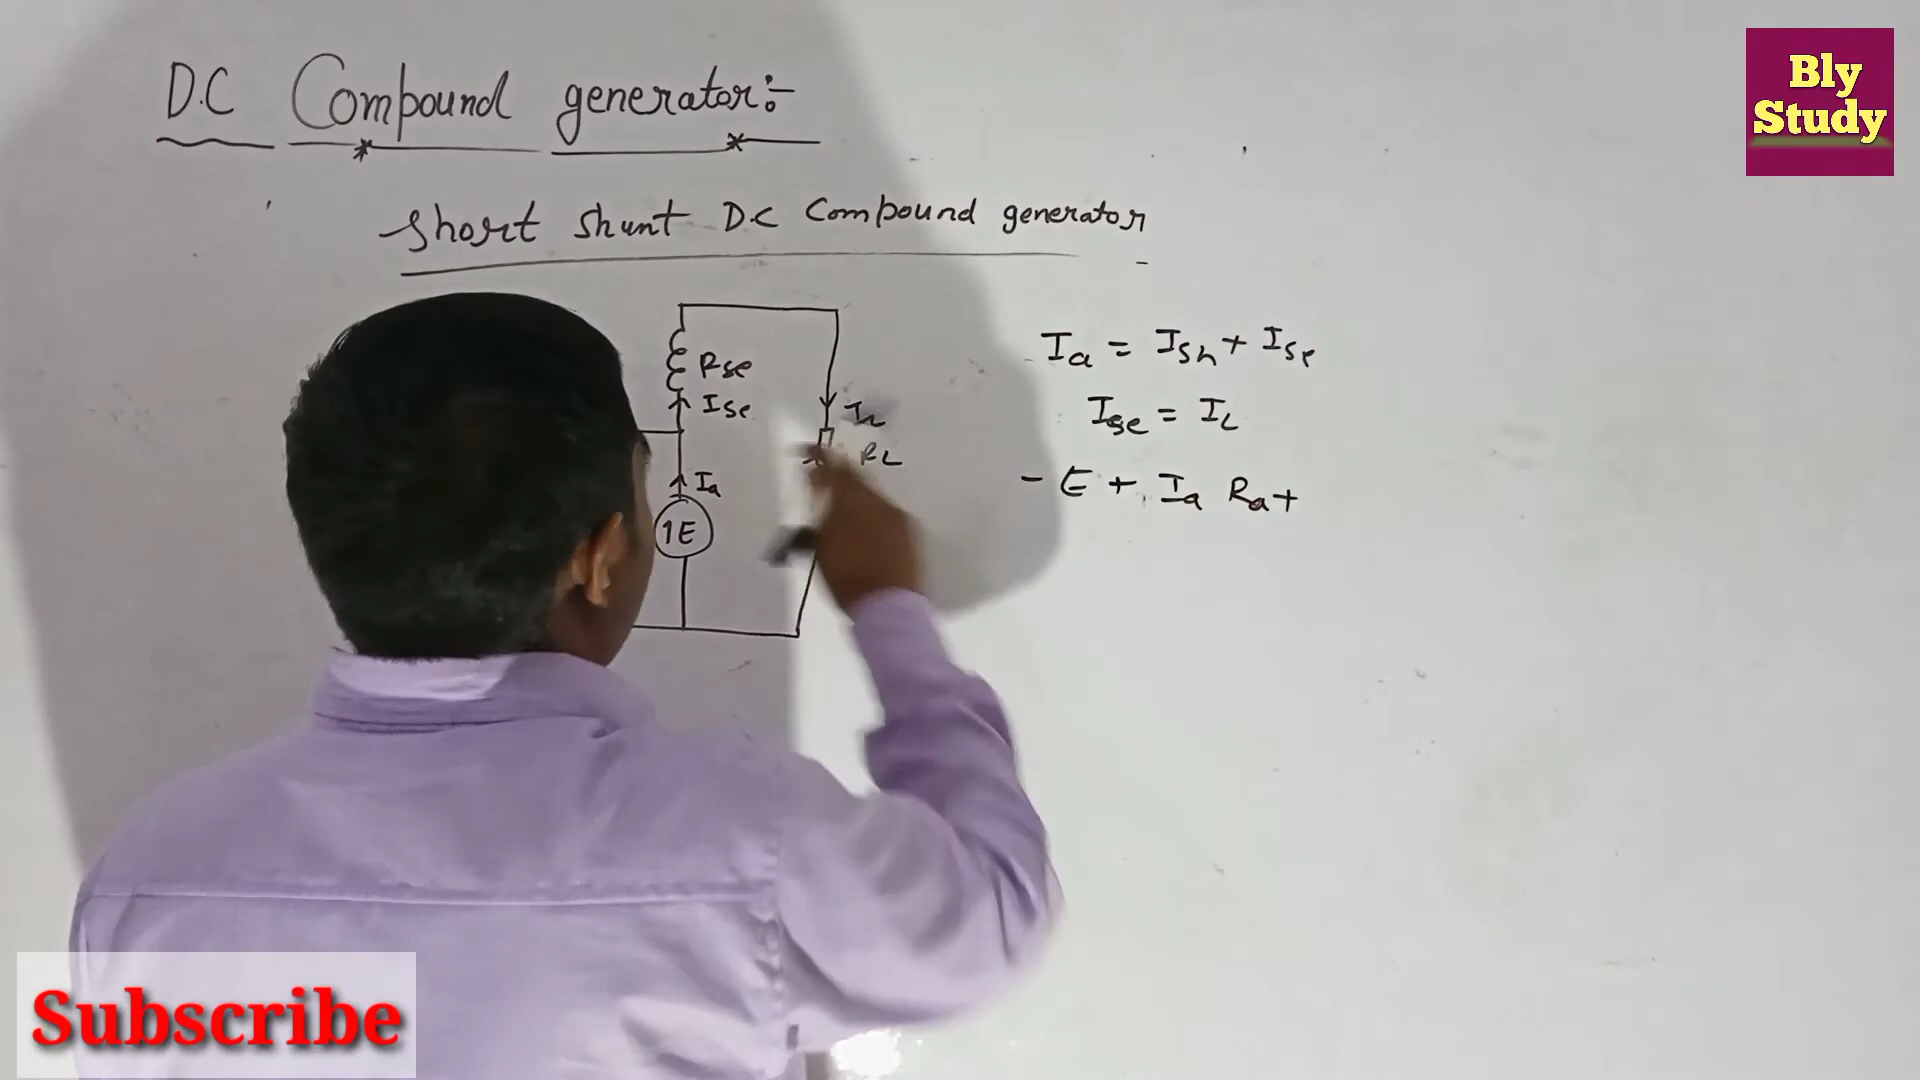 D.C Compound generator:-
Short Shunt D.C Compound generator
Rse
Ise
IL
RL
Ia
1E
Ia = Ish + Ise
Ise = IL
- E + Ia Ra +
Bly
Study
Subscribe